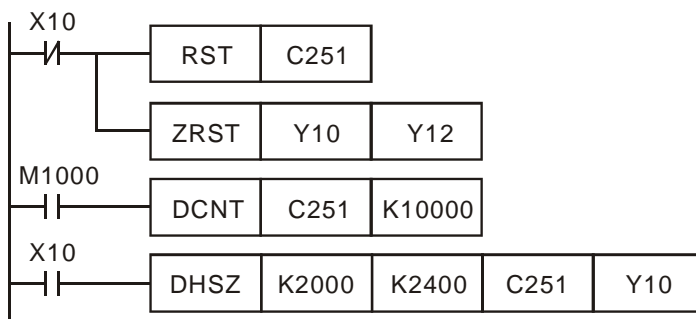 X10
RST C251
ZRST Y10 Y12
M1000
DCNT C251 K10000
X10
DHSZ K2000 K2400 C251 Y10